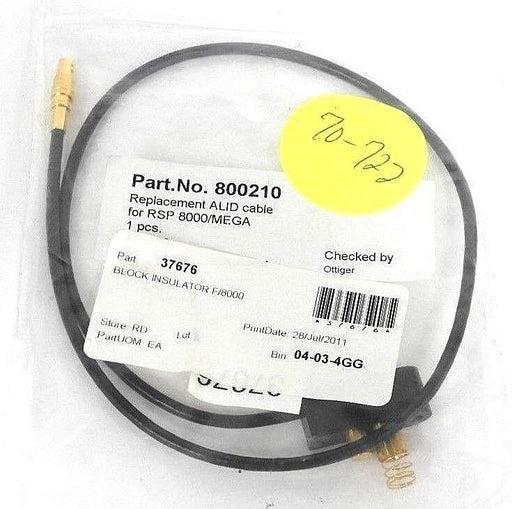 70-722
Part.No. 800210
Replacement ALID cable
for RSP 8000/MEGA
1 pcs.
Checked by
Ottiger
Part 37676
BLOCK INSULATOR F/8000
*37676*
Store RD Lot PrintDate 28/Jul/2011
PartUOM EA Bin 04-03-4GG